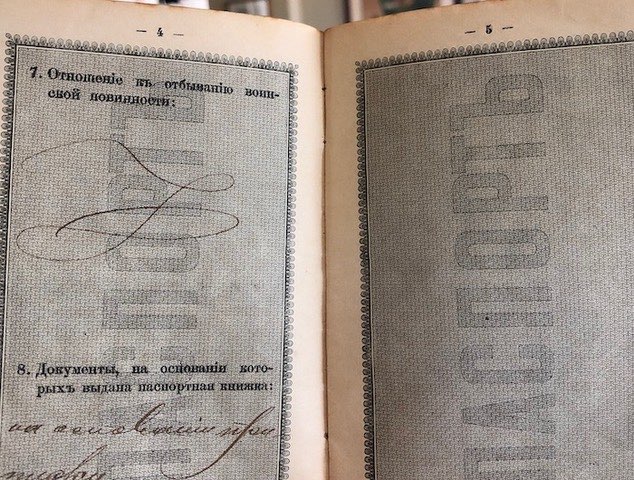 — 4 —
7. Отношеніе къ отбыванію воин-
ской повинности:
8. Документы, на основаніи кото-
рыхъ выдана паспортная книжка:
на основаніи при
— 5 —
ПАСПОРТЪ